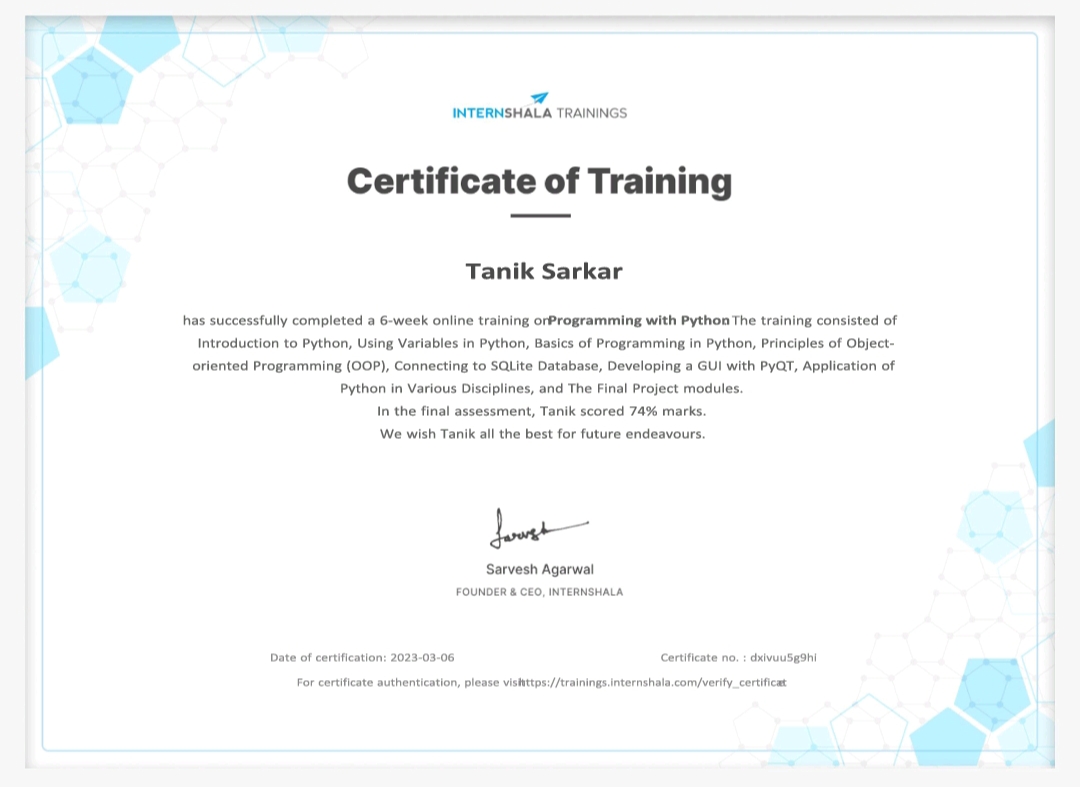 INTERNSHALA TRAININGS
Certificate of Training
Tanik Sarkar
has successfully completed a 6-week online training on Programming with Python The training consisted of
Introduction to Python, Using Variables in Python, Basics of Programming in Python, Principles of Object-
oriented Programming (OOP), Connecting to SQLite Database, Developing a GUI with PyQT, Application of
Python in Various Disciplines, and The Final Project modules.
In the final assessment, Tanik scored 74% marks.
We wish Tanik all the best for future endeavours.
Sarvesh
Sarvesh Agarwal
FOUNDER & CEO, INTERNSHALA
Date of certification: 2023-03-06 Certificate no. : dxivuu5g9hi
For certificate authentication, please visit https://trainings.internshala.com/verify_certificate